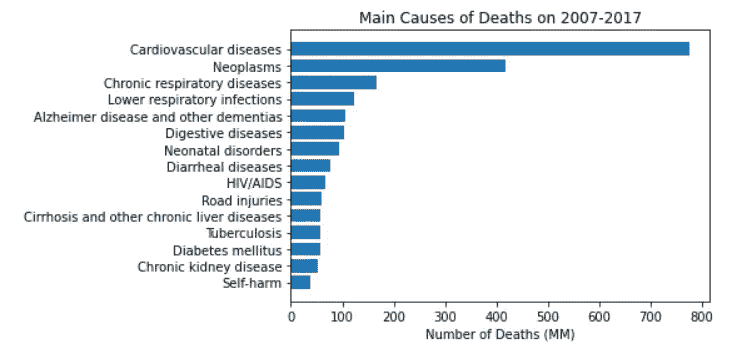 Main Causes of Deaths on 2007-2017
Cardiovascular diseases
Neoplasms
Chronic respiratory diseases
Lower respiratory infections
Alzheimer disease and other dementias
Digestive diseases
Neonatal disorders
Diarrheal diseases
HIV/AIDS
Road injuries
Cirrhosis and other chronic liver diseases
Tuberculosis
Diabetes mellitus
Chronic kidney disease
Self-harm
0 100 200 300 400 500 600 700 800
Number of Deaths (MM)